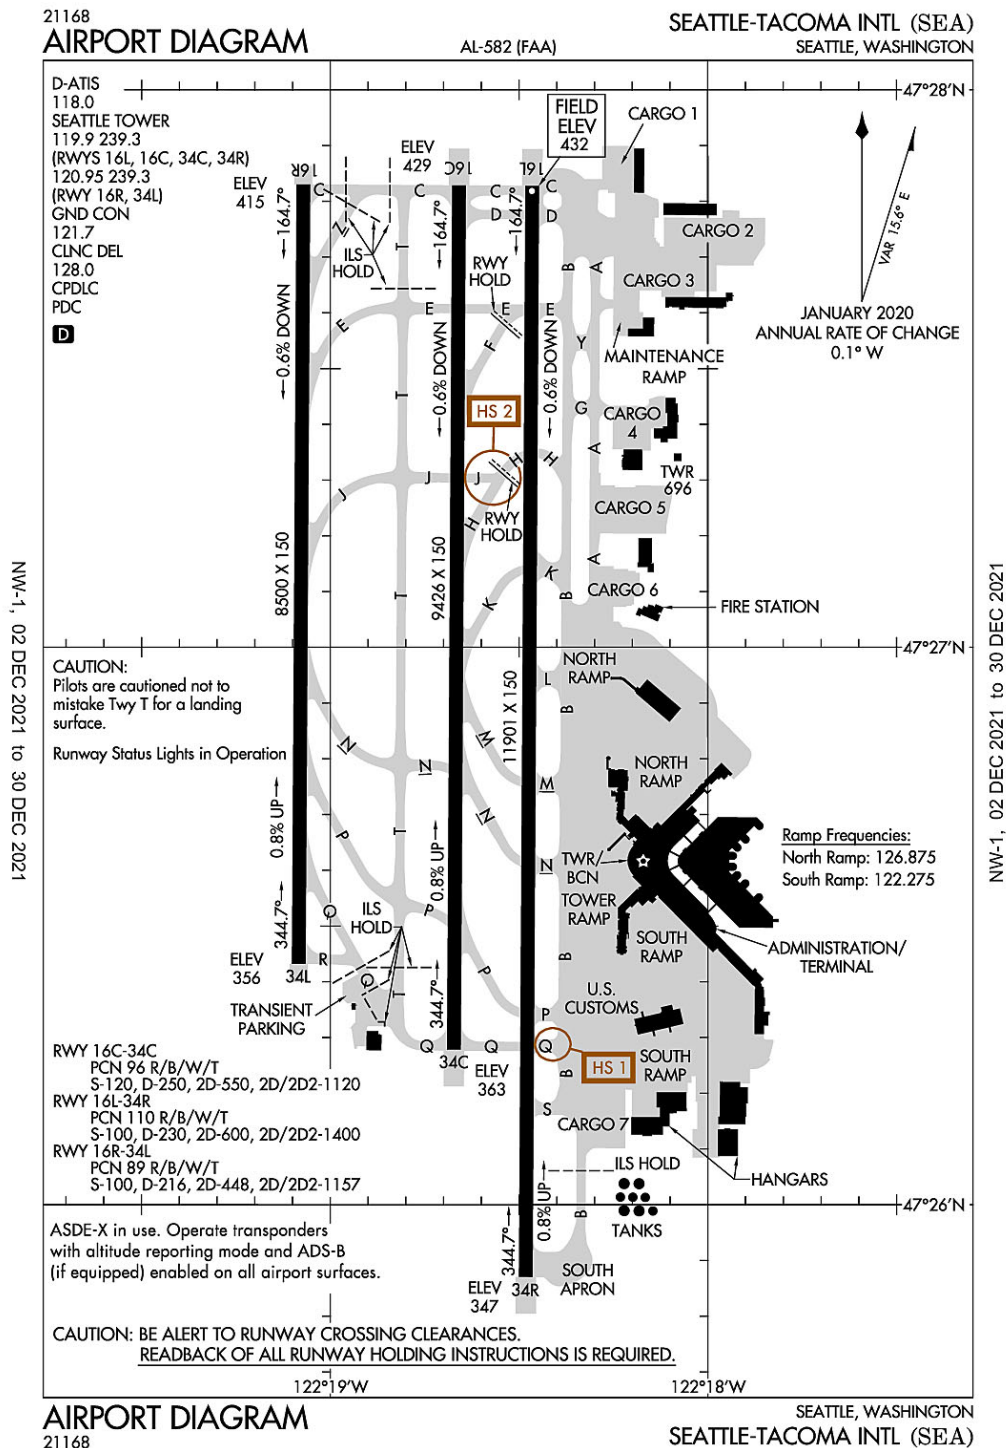 21168
AIRPORT DIAGRAM
AL-582 (FAA)
SEATTLE-TACOMA INTL (SEA)
SEATTLE, WASHINGTON
D-ATIS
118.0
SEATTLE TOWER
119.9 239.3
(RWYS 16L, 16C, 34C, 34R)
120.95 239.3
(RWY 16R, 34L)
GND CON
121.7
CLNC DEL
128.0
CPDLC
PDC
D
47°28'N
FIELD
ELEV
432
CARGO 1
ELEV
429
ELEV
415
16R
16C
16L
164.7°
164.7°
164.7°
C
C
C
C
D
D
Z
T
ILS
HOLD
RWY
HOLD
B
A
CARGO 2
CARGO 3
VAR 15.6° E
JANUARY 2020
ANNUAL RATE OF CHANGE
0.1° W
E
E
E
E
F
Y
0.6% DOWN
0.6% DOWN
0.6% DOWN
MAINTENANCE
RAMP
T
HS 2
G
CARGO
4
A
H
H
H
J
J
J
RWY
HOLD
TWR
696
CARGO 5
8500 X 150
9426 X 150
11901 X 150
K
K
A
B
T
CARGO 6
FIRE STATION
47°27'N
CAUTION:
Pilots are cautioned not to
mistake Twy T for a landing
surface.
Runway Status Lights in Operation
NORTH
RAMP
L
B
M
M
N
N
N
N
NORTH
RAMP
P
T
0.8% UP
0.8% UP
TWR/
BCN
TOWER
RAMP
Ramp Frequencies:
North Ramp: 126.875
South Ramp: 122.275
Q
ILS
HOLD
P
P
B
SOUTH
RAMP
ADMINISTRATION/
TERMINAL
344.7°
344.7°
ELEV
356
34L
R
Q
T
TRANSIENT
PARKING
U.S.
CUSTOMS
P
Q
Q
Q
HS 1
SOUTH
RAMP
34C
ELEV
363
B
S
CARGO 7
RWY 16C-34C
PCN 96 R/B/W/T
S-120, D-250, 2D-550, 2D/2D2-1120
RWY 16L-34R
PCN 110 R/B/W/T
S-100, D-230, 2D-600, 2D/2D2-1400
RWY 16R-34L
PCN 89 R/B/W/T
S-100, D-216, 2D-448, 2D/2D2-1157
ILS HOLD
HANGARS
TANKS
0.8% UP
344.7°
B
47°26'N
ASDE-X in use. Operate transponders
with altitude reporting mode and ADS-B
(if equipped) enabled on all airport surfaces.
SOUTH
APRON
ELEV
347
34R
CAUTION: BE ALERT TO RUNWAY CROSSING CLEARANCES.
READBACK OF ALL RUNWAY HOLDING INSTRUCTIONS IS REQUIRED.
122°19'W
122°18'W
NW-1, 02 DEC 2021 to 30 DEC 2021
NW-1, 02 DEC 2021 to 30 DEC 2021
AIRPORT DIAGRAM
21168
SEATTLE, WASHINGTON
SEATTLE-TACOMA INTL (SEA)